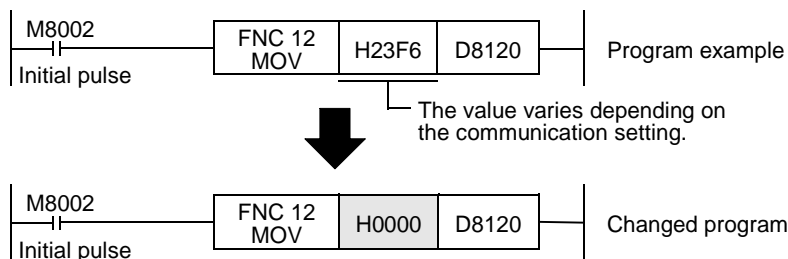 M8002
Initial pulse
FNC 12
MOV
H23F6
D8120
Program example
The value varies depending on
the communication setting.
M8002
Initial pulse
FNC 12
MOV
H0000
D8120
Changed program